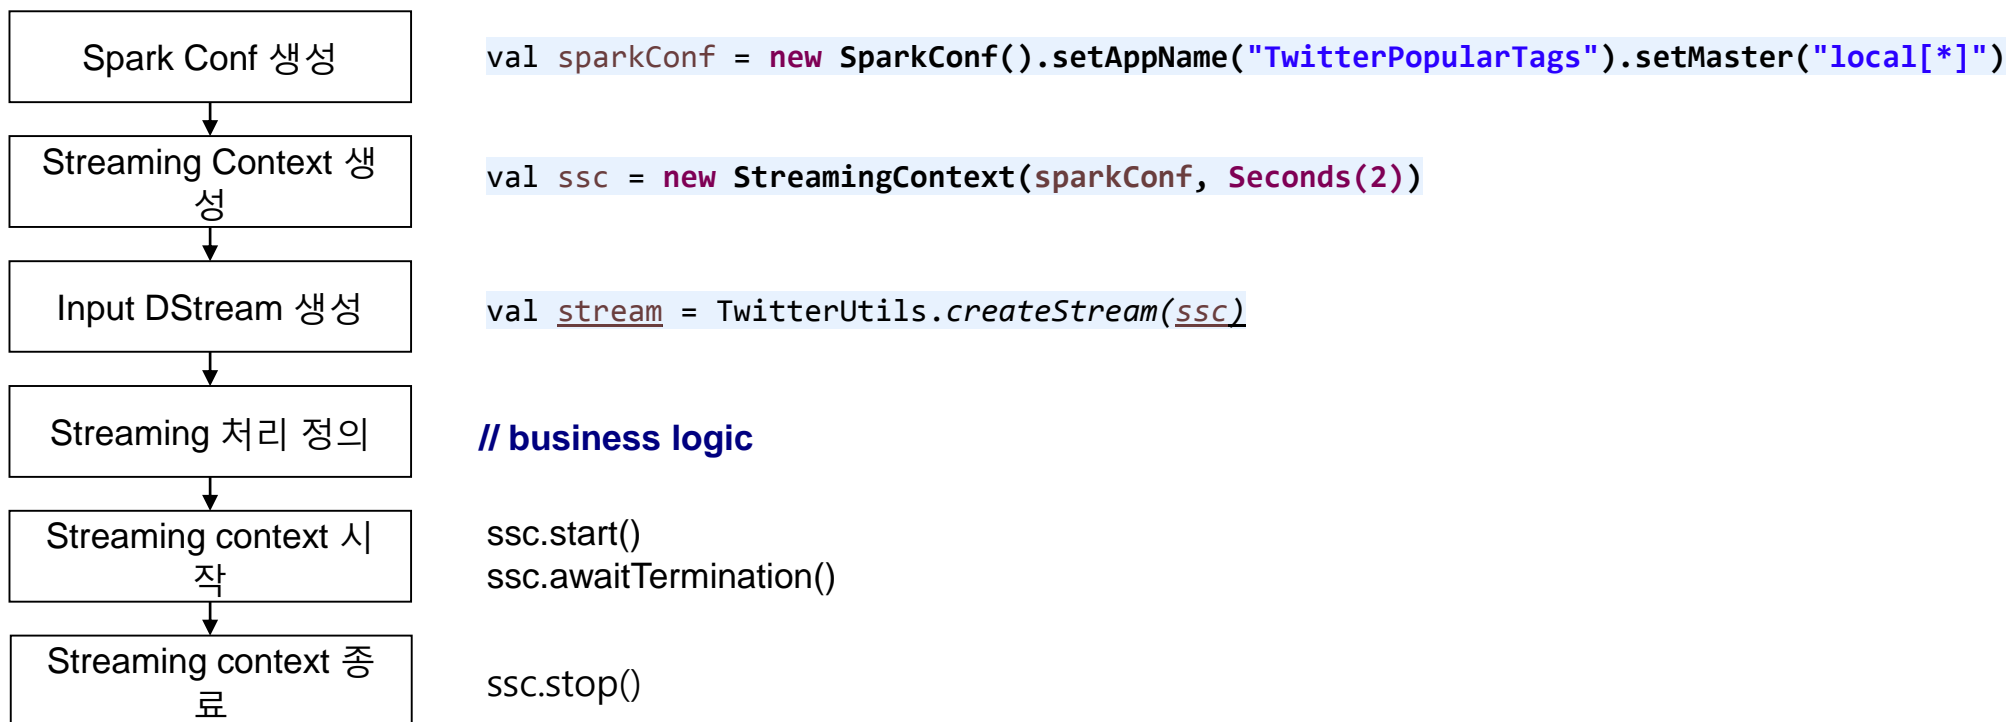 Spark Conf 생성
val sparkConf = new SparkConf().setAppName("TwitterPopularTags").setMaster("local[*]")
Streaming Context 생
성
val ssc = new StreamingContext(sparkConf, Seconds(2))
Input DStream 생성
val stream = TwitterUtils.createStream(ssc)
Streaming 처리 정의
// business logic
Streaming context 시
작
ssc.start()
ssc.awaitTermination()
Streaming context 종
료
ssc.stop()